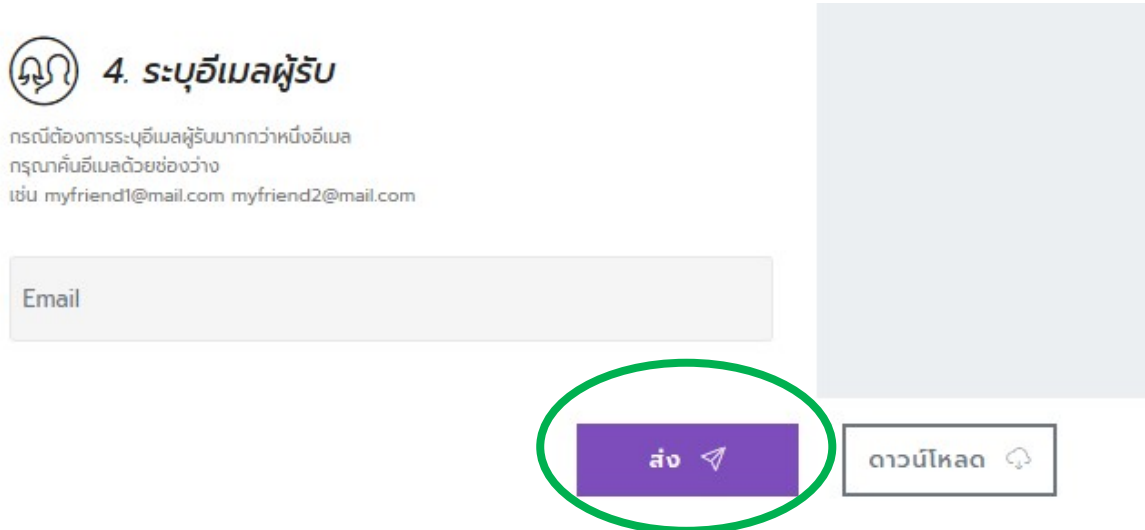 4. ระบุอีเมลผู้รับ
กรณีต้องการระบุอีเมลผู้รับมากกว่าหนึ่งอีเมล
กรุณาคั่นอีเมลด้วยช่องว่าง
เช่น myfriend1@mail.com myfriend2@mail.com
Email
ส่ง
ดาวน์โหลด